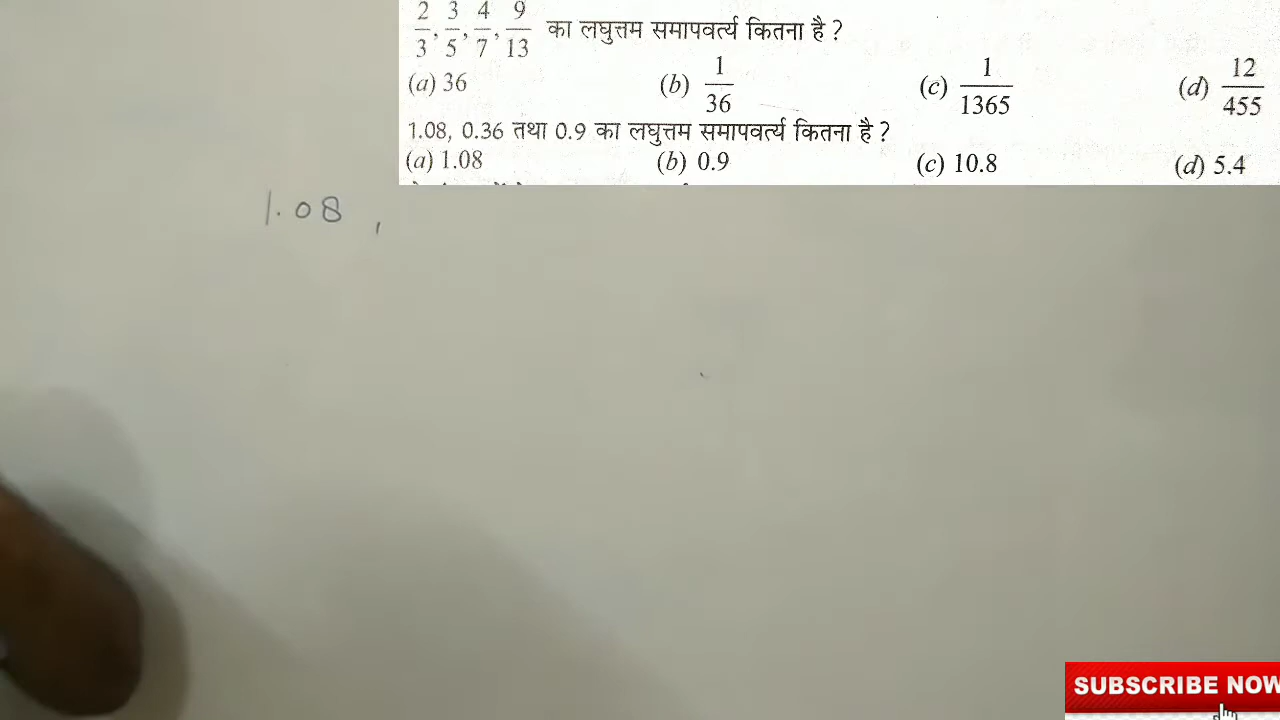 2/3, 3/5, 4/7, 9/13 का लघुत्तम समापवर्त्य कितना है ?
(a) 36 (b) 1/36 (c) 1/1365 (d) 12/455
1.08, 0.36 तथा 0.9 का लघुत्तम समापवर्त्य कितना है ?
(a) 1.08 (b) 0.9 (c) 10.8 (d) 5.4
1.08 ,
SUBSCRIBE NOW